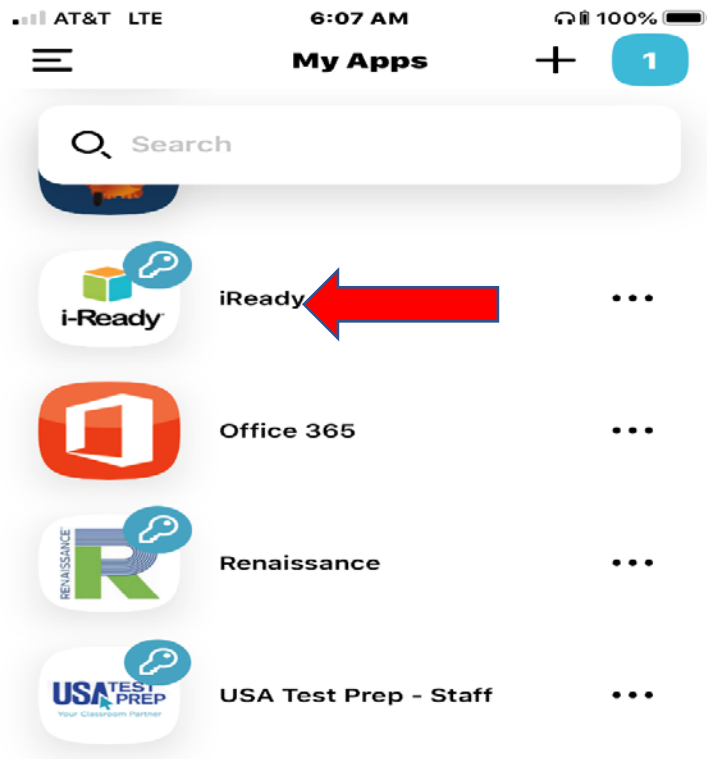 AT&T LTE 6:07 AM 100%
My Apps 1
Search
i-Ready
iReady
Office 365
RENAISSANCE
R
Renaissance
USA TEST PREP
Your Classroom Partner
USA Test Prep - Staff